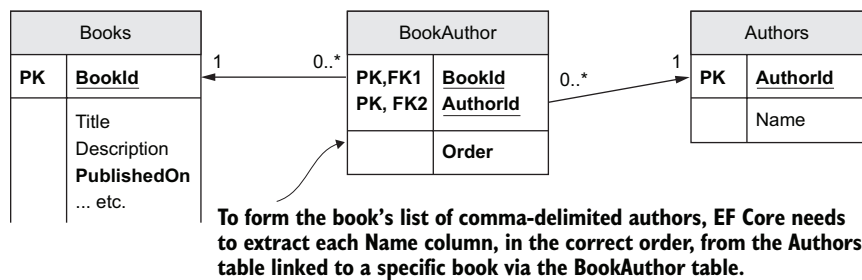 Books
PK BookId
Title
Description
PublishedOn
... etc.
1
0..*
BookAuthor
PK,FK1 BookId
PK, FK2 AuthorId
Order
0..*
1
Authors
PK AuthorId
Name
To form the book’s list of comma-delimited authors, EF Core needs
to extract each Name column, in the correct order, from the Authors
table linked to a specific book via the BookAuthor table.